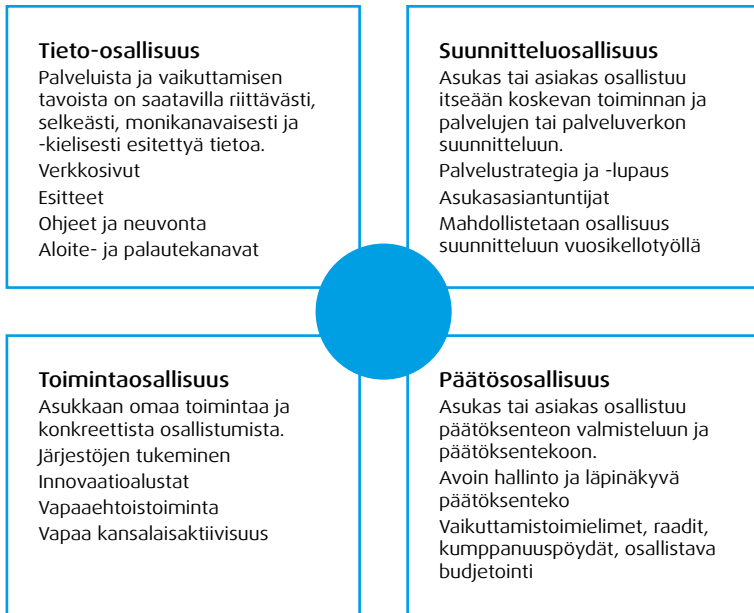 Tieto-osallisuus
Palveluista ja vaikuttamisen
tavoista on saatavilla riittävästi,
selkeästi, monikanavaisesti ja
-kielisesti esitettyä tietoa.
Verkkosivut
Esitteet
Ohjeet ja neuvonta
Aloite- ja palautekanavat
Suunnitteluosallisuus
Asukas tai asiakas osallistuu
itseään koskevan toiminnan ja
palvelujen tai palveluverkon
suunnitteluun.
Palvelustrategia ja -lupaus
Asukasasiantuntijat
Mahdollistetaan osallisuus
suunnitteluun vuosikellotyöllä
Toimintaosallisuus
Asukkaan omaa toimintaa ja
konkreettista osallistumista.
Järjestöjen tukeminen
Innovaatioalustat
Vapaaehtoistoiminta
Vapaa kansalaisaktiivisuus
Päätösosallisuus
Asukas tai asiakas osallistuu
päätöksenteon valmisteluun ja
päätöksentekoon.
Avoin hallinto ja läpinäkyvä
päätöksenteko
Vaikuttamistoimielimet, raadit,
kumppanuuspöydät, osallistava
budjetointi